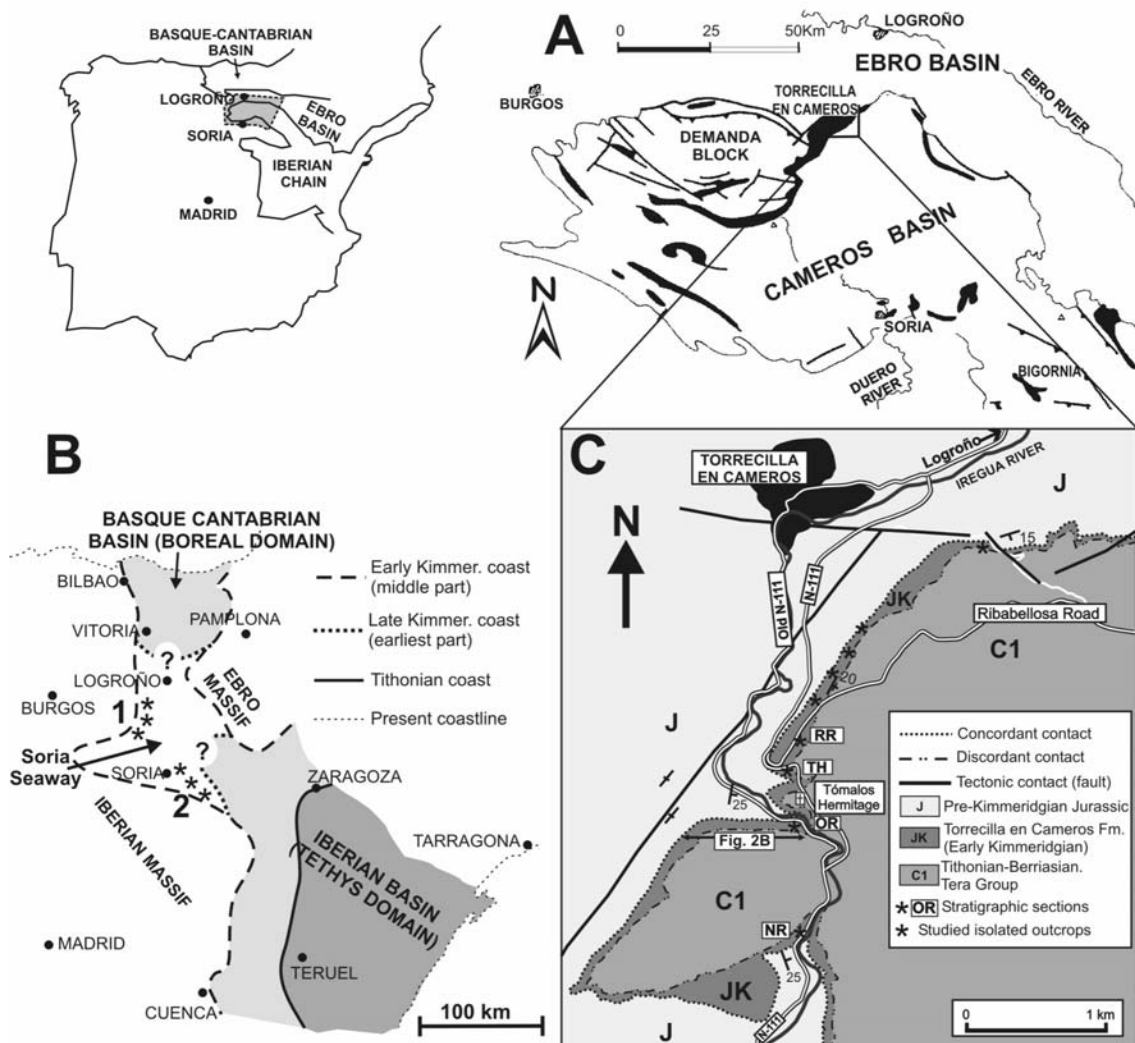 BASQUE-CANTABRIAN
BASIN
LOGROÑO
SORIA
EBRO
BASIN
IBERIAN
CHAIN
MADRID
A
0 25 50Km
LOGROÑO
EBRO BASIN
EBRO RIVER
BURGOS
TORRECILLA
EN CAMEROS
DEMANDA
BLOCK
CAMEROS BASIN
N
SORIA
DUERO
RIVER
BIGORNIA
B
BASQUE CANTABRIAN
BASIN (BOREAL DOMAIN)
BILBAO
PAMPLONA
VITORIA
?
LOGROÑO
EBRO
MASSIF
BURGOS
1
Soria
Seaway
?
SORIA
2
ZARAGOZA
IBERIAN MASSIF
TARRAGONA
IBERIAN BASIN
(TETHYS DOMAIN)
MADRID
TERUEL
CUENCA
100 km
Early Kimmer. coast
(middle part)
Late Kimmer. coast
(earliest part)
Tithonian coast
Present coastline
C
TORRECILLA
EN CAMEROS
Logroño
IREGUA RIVER
J
N
15
JK
N-111
Ribabellosa Road
C1
20
J
RR
TH
Tómalos
Hermitage
25
OR
Fig. 2B
C1
NR
25
JK
J
N-111
Concordant contact
Discordant contact
Tectonic contact (fault)
J Pre-Kimmeridgian Jurassic
JK Torrecilla en Cameros Fm.
(Early Kimmeridgian)
C1 Tithonian-Berriasian.
Tera Group
* OR Stratigraphic sections
* Studied isolated outcrops
0 1 km